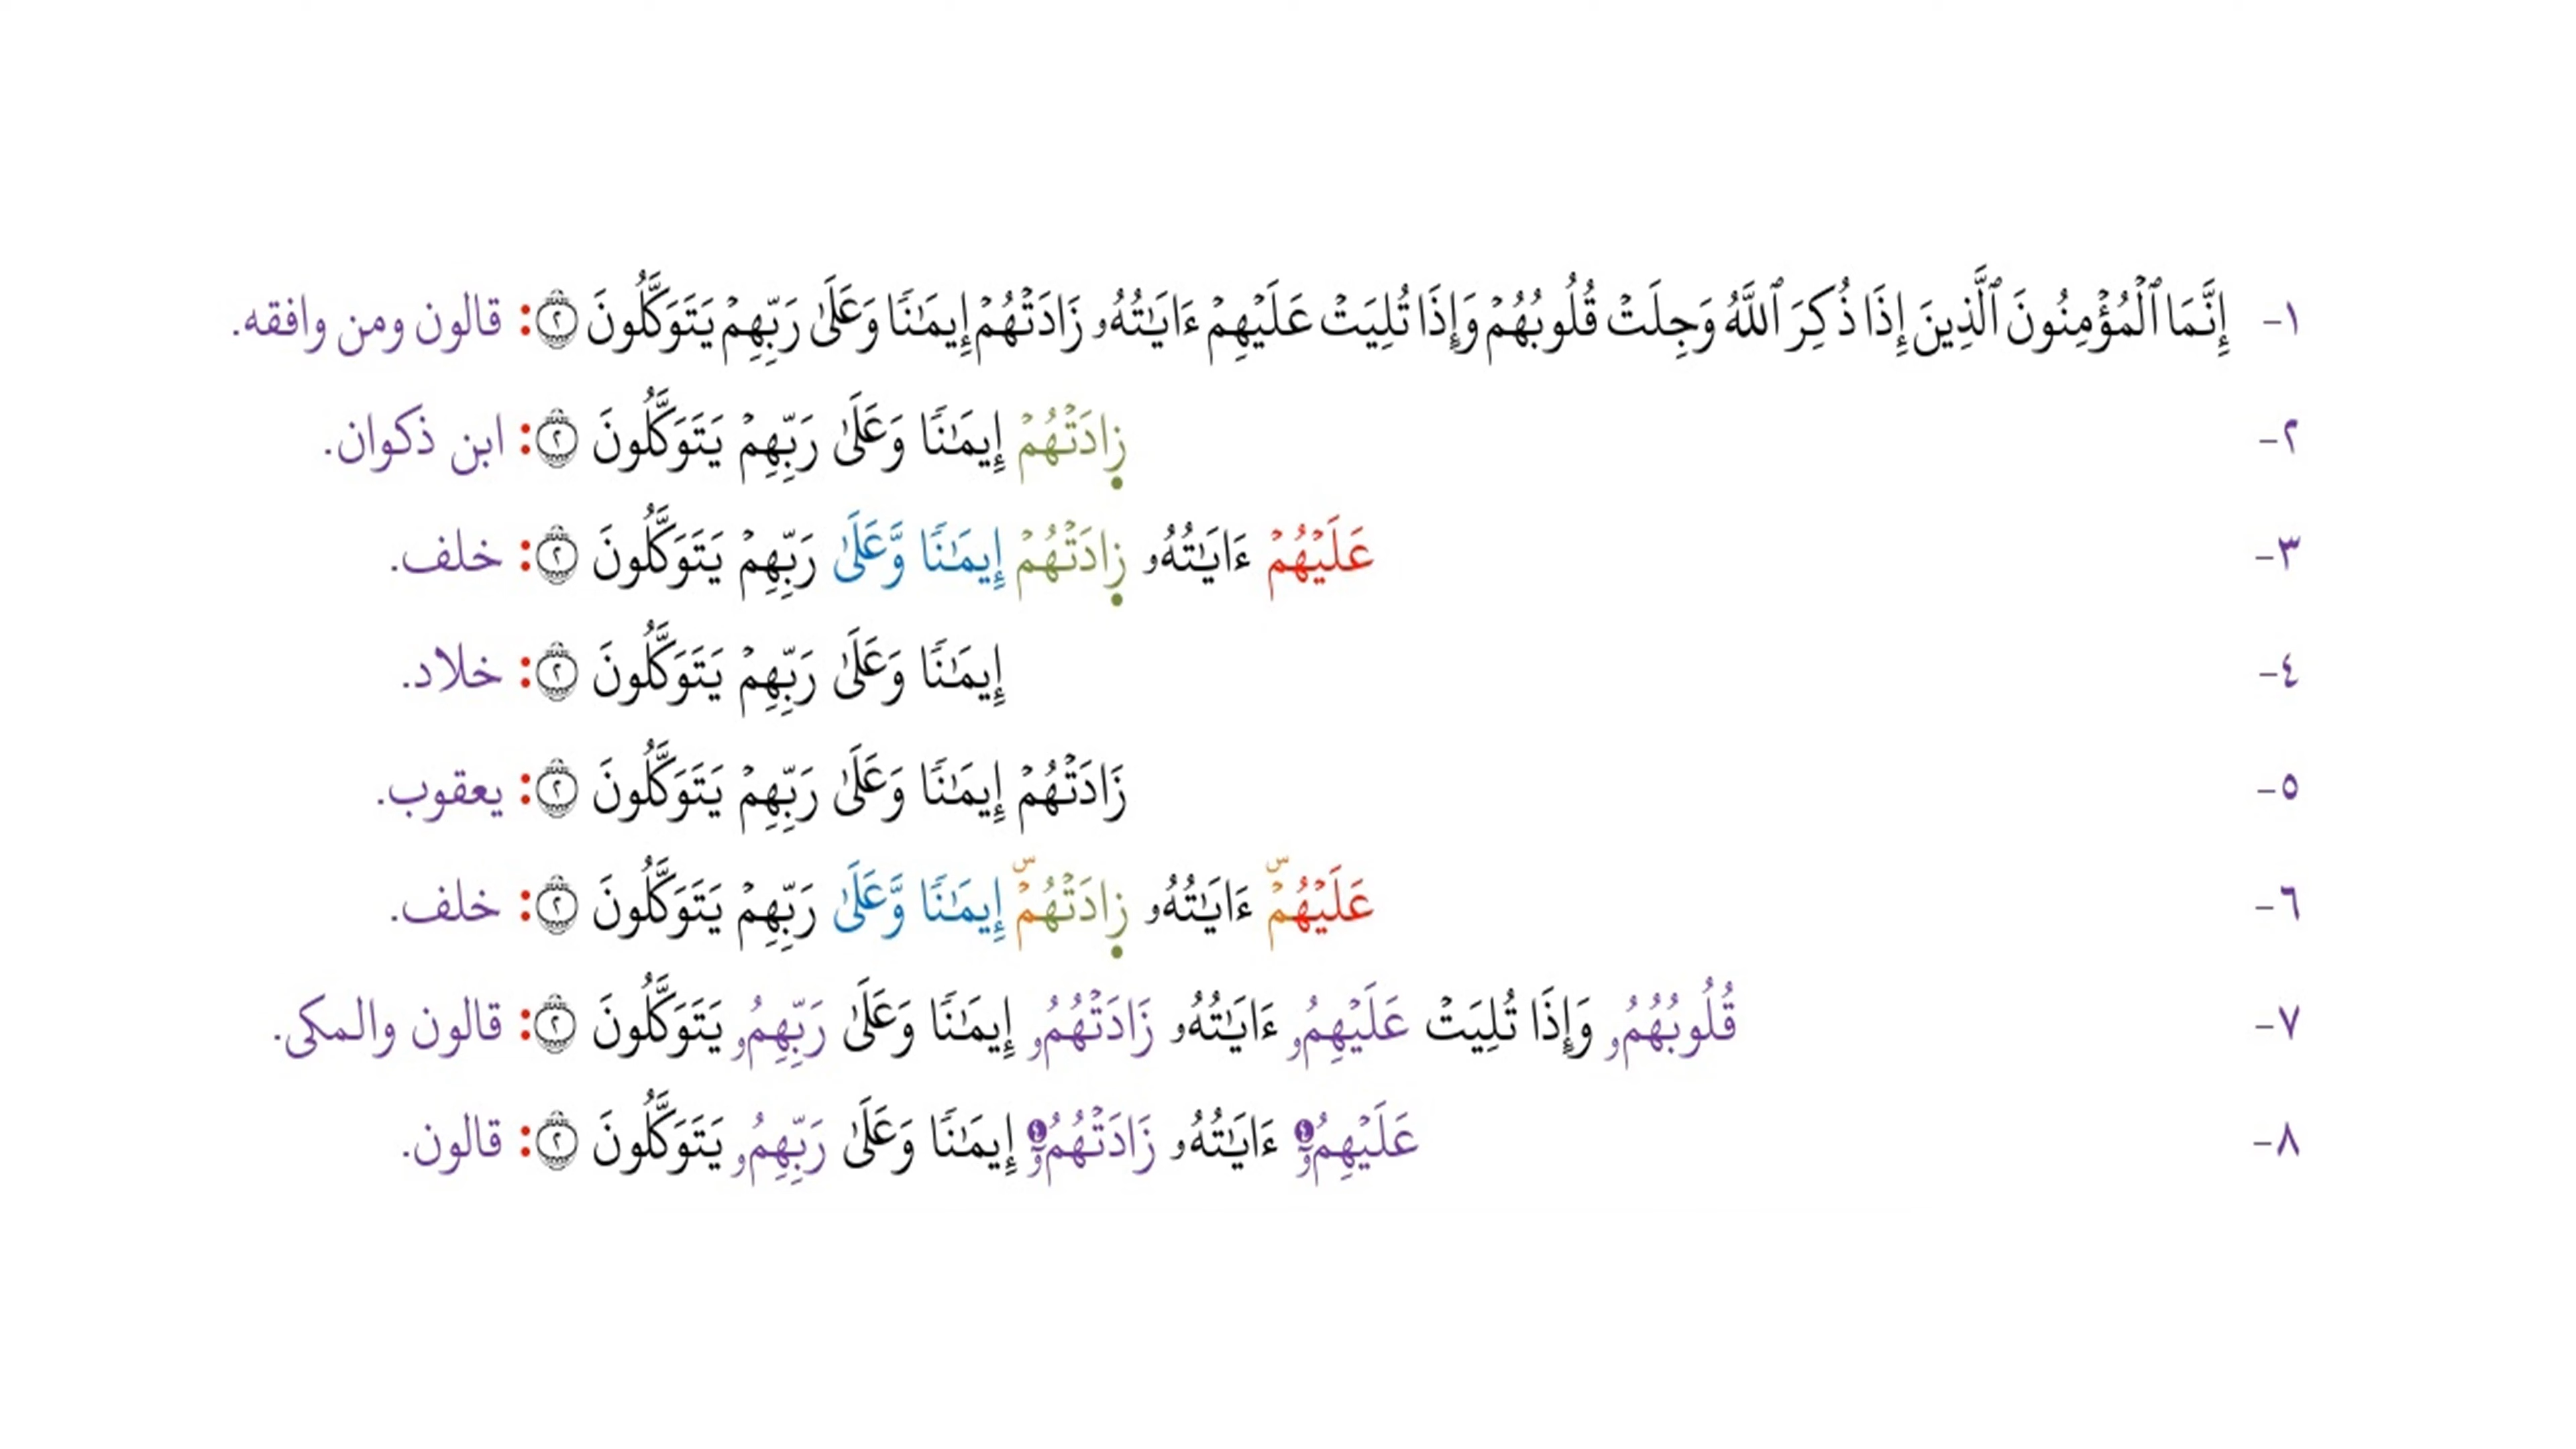 ١- إِنَّمَا ٱلْمُؤْمِنُونَ ٱلَّذِينَ إِذَا ذُكِرَ ٱللَّهُ وَجِلَتْ قُلُوبُهُمْ وَإِذَا تُلِيَتْ عَلَيْهِمْ ءَايَٰتُهُۥ زَادَتْهُمْ إِيمَٰنًا وَعَلَىٰ رَبِّهِمْ يَتَوَكَّلُونَ ٢ : قالون ومن وافقه.
٢- زِادَتْهُمْ إِيمَٰنًا وَعَلَىٰ رَبِّهِمْ يَتَوَكَّلُونَ ٢ : ابن ذكوان.
٣- عَلَيْهُمْ ءَايَٰتُهُۥ زِادَتْهُمْ إِيمَٰنًا وَّعَلَىٰ رَبِّهِمْ يَتَوَكَّلُونَ ٢ : خلف.
٤- إِيمَٰنًا وَعَلَىٰ رَبِّهِمْ يَتَوَكَّلُونَ ٢ : خلاد.
٥- زَادَتْهُمْ إِيمَٰنًا وَعَلَىٰ رَبِّهِمْ يَتَوَكَّلُونَ ٢ : يعقوب.
٦- عَلَيْهُمْۜ ءَايَٰتُهُۥ زِادَتْهُمْۜ إِيمَٰنًا وَّعَلَىٰ رَبِّهِمْ يَتَوَكَّلُونَ ٢ : خلف.
٧- قُلُوبُهُمُۥ وَإِذَا تُلِيَتْ عَلَيْهِمُۥ ءَايَٰتُهُۥ زَادَتْهُمُۥ إِيمَٰنًا وَعَلَىٰ رَبِّهِمُۥ يَتَوَكَّلُونَ ٢ : قالون والمكى.
٨- عَلَيْهِمُۥٓ ٤ ءَايَٰتُهُۥ زَادَتْهُمُۥٓ ٤ إِيمَٰنًا وَعَلَىٰ رَبِّهِمُۥ يَتَوَكَّلُونَ ٢ : قالون.